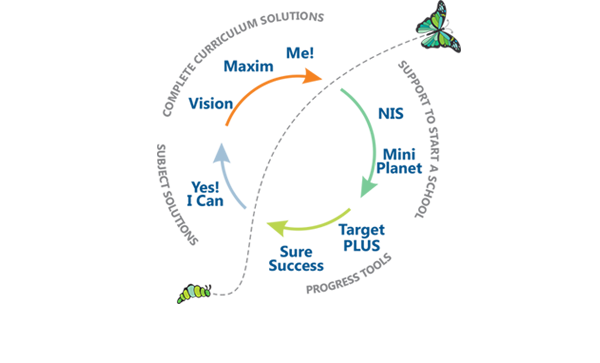 COMPLETE CURRICULUM SOLUTIONS
Me!
Maxim
Vision
SUPPORT TO START A SCHOOL
NIS
Mini
Planet
SUBJECT SOLUTIONS
Yes!
I Can
Target
PLUS
Sure
Success
PROGRESS TOOLS